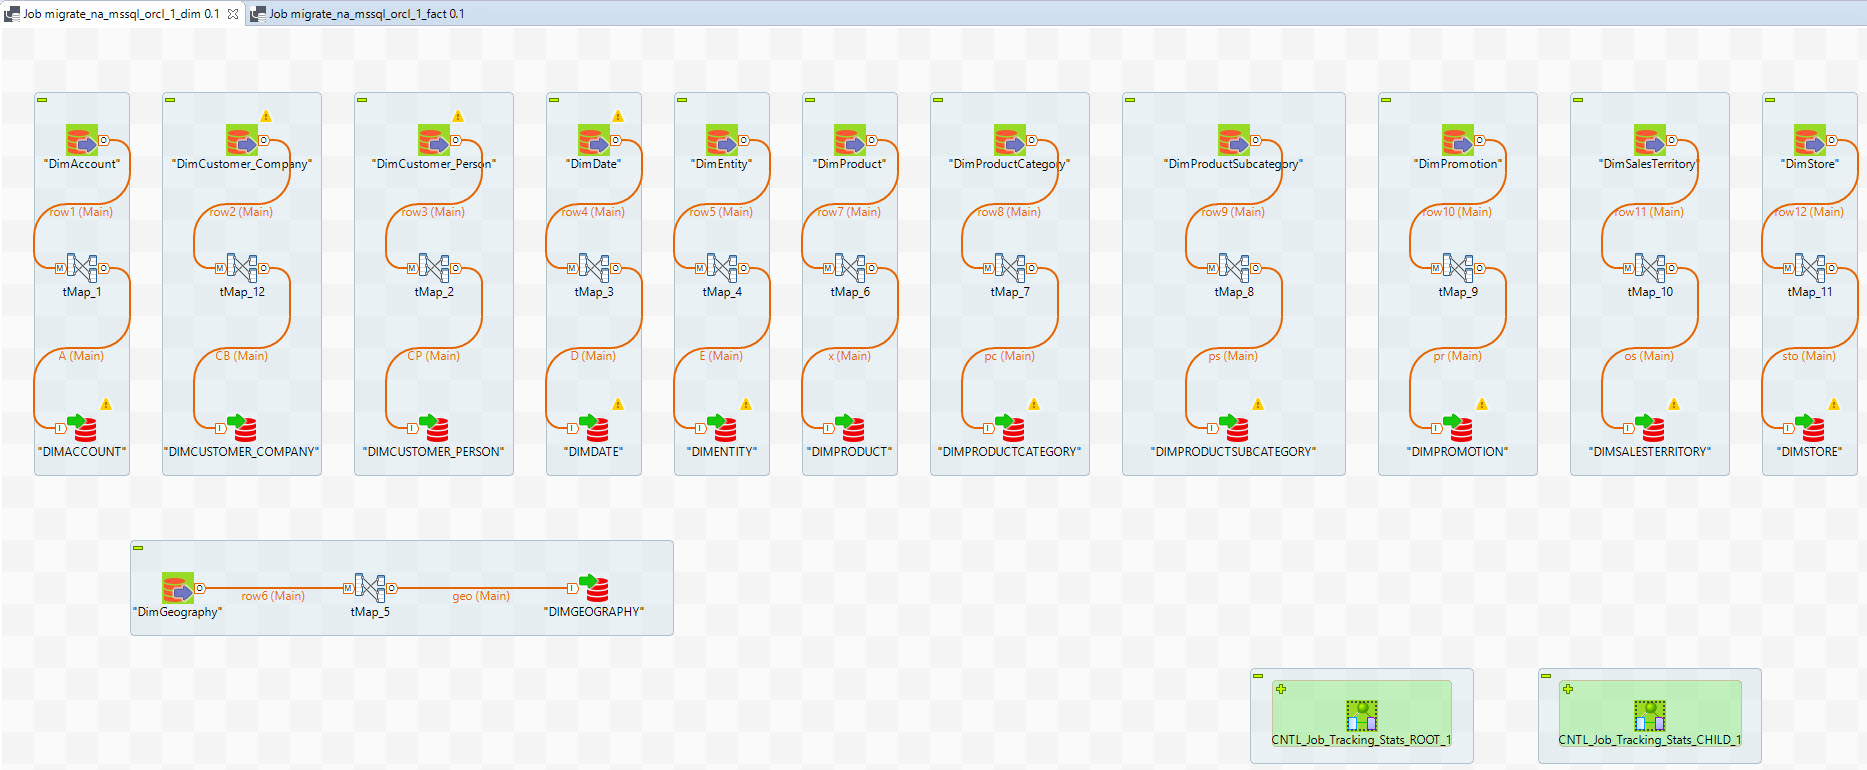 Job migrate_na_mssql_orcl_1_dim 0.1
Job migrate_na_mssql_orcl_1_fact 0.1
"DimAccount" "DimCustomer_Company" "DimCustomer_Person" "DimDate" "DimEntity" "DimProduct" "DimProductCategory" "DimProductSubcategory" "DimPromotion" "DimSalesTerritory" "DimStore"
row1 (Main) row2 (Main) row3 (Main) row4 (Main) row5 (Main) row7 (Main) row8 (Main) row9 (Main) row10 (Main) row11 (Main) row12 (Main)
tMap_1 tMap_12 tMap_2 tMap_3 tMap_4 tMap_6 tMap_7 tMap_8 tMap_9 tMap_10 tMap_11
A (Main) CB (Main) CP (Main) D (Main) E (Main) x (Main) pc (Main) ps (Main) pr (Main) os (Main) sto (Main)
"DIMACCOUNT" "DIMCUSTOMER_COMPANY" "DIMCUSTOMER_PERSON" "DIMDATE" "DIMENTITY" "DIMPRODUCT" "DIMPRODUCTCATEGORY" "DIMPRODUCTSUBCATEGORY" "DIMPROMOTION" "DIMSALESTERRITORY" "DIMSTORE"
row6 (Main) geo (Main)
"DimGeography" tMap_5 "DIMGEOGRAPHY"
CNTL_Job_Tracking_Stats_ROOT_1 CNTL_Job_Tracking_Stats_CHILD_1